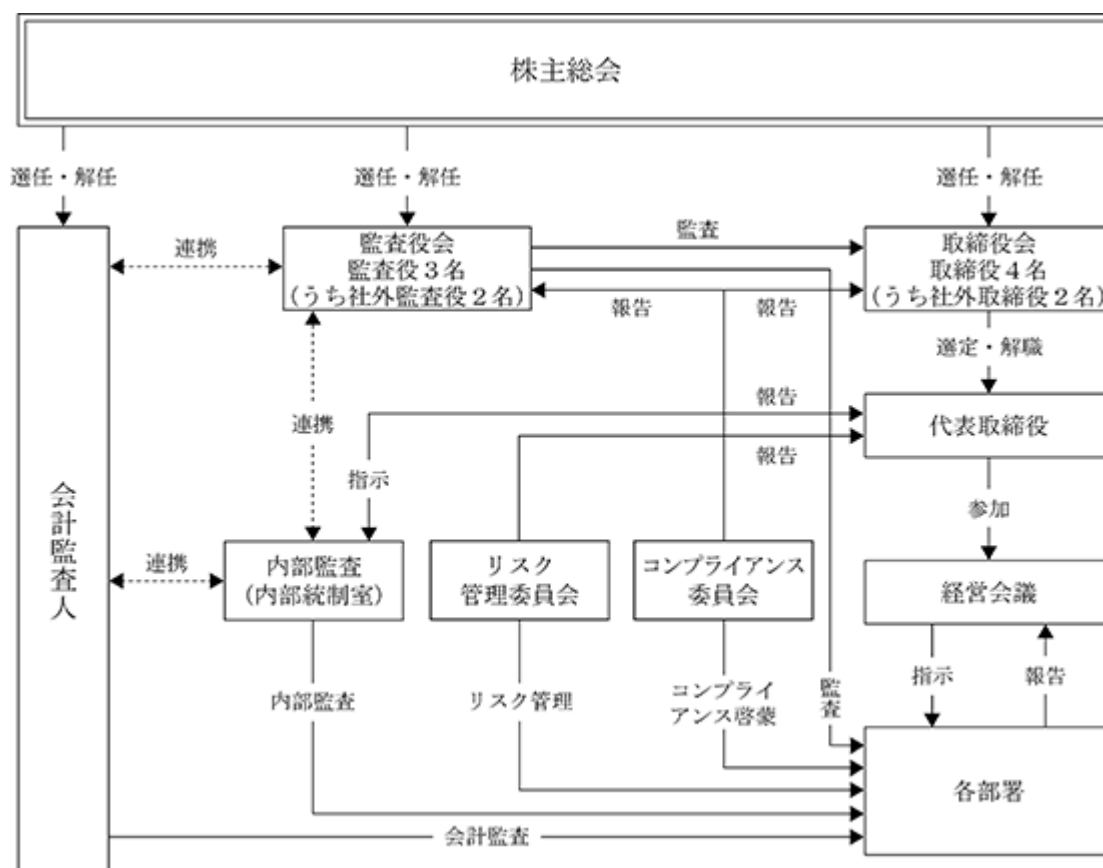 株主総会
選任・解任
選任・解任
選任・解任
連携
監査役会
監査役3名
(うち社外監査役2名)
監査
取締役会
取締役4名
(うち社外取締役2名)
報告
報告
選定・解職
連携
報告
代表取締役
報告
指示
参加
会計監査人
連携
内部監査
(内部統制室)
リスク
管理委員会
コンプライアンス
委員会
経営会議
内部監査
リスク管理
コンプライ
アンス啓蒙
監査
指示
報告
各部署
会計監査